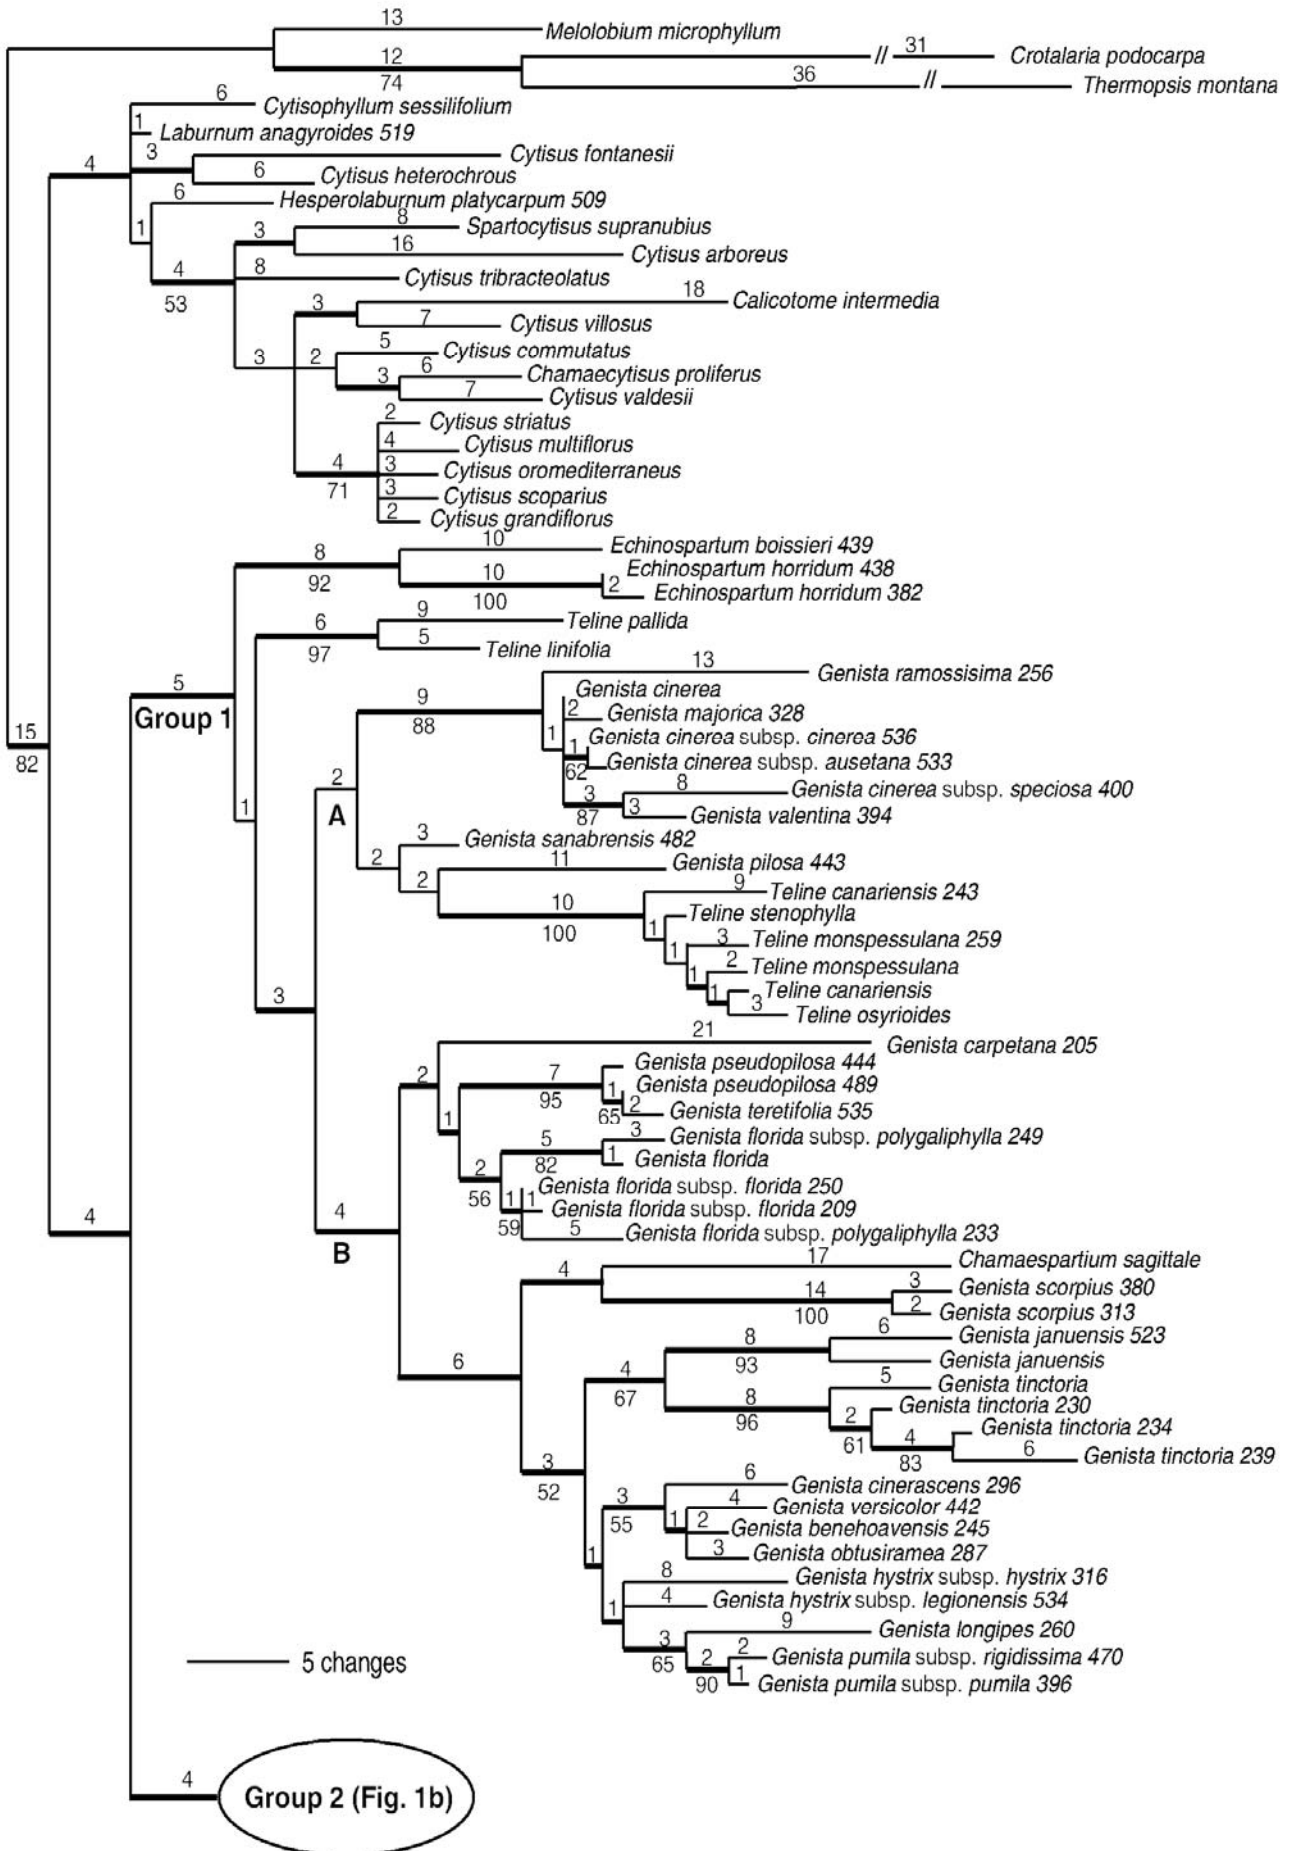 13
Melolobium microphyllum
12
74
// 31
Crotalaria podocarpa
36
//
Thermopsis montana
6
Cytisophyllum sessilifolium
1
Laburnum anagyroides 519
4
3
Cytisus fontanesii
6
Cytisus heterochrous
6
Hesperolaburnum platycarpum 509
1
3
8
Spartocytisus supranubius
16
Cytisus arboreus
4
53
8
Cytisus tribracteolatus
3
18
Calicotome intermedia
7
Cytisus villosus
3
2
5
Cytisus commutatus
3
6
Chamaecytisus proliferus
7
Cytisus valdesii
2
Cytisus striatus
4
Cytisus multiflorus
4
71
3
Cytisus oromediterraneus
3
Cytisus scoparius
2
Cytisus grandiflorus
8
92
10
Echinospartum boissieri 439
10
100
Echinospartum horridum 438
2
Echinospartum horridum 382
6
97
9
Teline pallida
5
Teline linifolia
5
Group 1
13
Genista ramossisima 256
9
88
Genista cinerea
2
Genista majorica 328
1
1
62
Genista cinerea subsp. cinerea 536
Genista cinerea subsp. ausetana 533
15
82
2
A
3
87
8
Genista cinerea subsp. speciosa 400
3
Genista valentina 394
1
3
Genista sanabrensis 482
2
11
Genista pilosa 443
2
10
100
9
Teline canariensis 243
1
Teline stenophylla
1
3
Teline monspessulana 259
1
2
Teline monspessulana
1
Teline canariensis
3
Teline osyrioides
3
21
Genista carpetana 205
2
7
95
Genista pseudopilosa 444
1
65
Genista pseudopilosa 489
2
Genista teretifolia 535
1
5
82
3
Genista florida subsp. polygaliphylla 249
1
Genista florida
2
56
1
59
Genista florida subsp. florida 250
1
Genista florida subsp. florida 209
5
Genista florida subsp. polygaliphylla 233
4
4
B
4
17
Chamaespartium sagittale
14
100
3
Genista scorpius 380
2
Genista scorpius 313
6
4
67
8
93
6
Genista januensis 523
Genista januensis
8
96
5
Genista tinctoria
2
61
Genista tinctoria 230
4
83
Genista tinctoria 234
6
Genista tinctoria 239
3
52
3
55
6
Genista cinerascens 296
1
4
Genista versicolor 442
2
Genista benehoavensis 245
3
Genista obtusiramea 287
1
8
Genista hystrix subsp. hystrix 316
1
4
Genista hystrix subsp. legionensis 534
3
65
9
Genista longipes 260
2
90
2
Genista pumila subsp. rigidissima 470
1
Genista pumila subsp. pumila 396
5 changes
4
Group 2 (Fig. 1b)